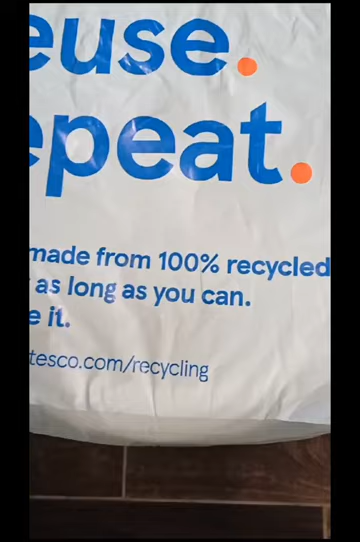 euse.
epeat.
made from 100% recycled
as long as you can.
e it.
tesco.com/recycling